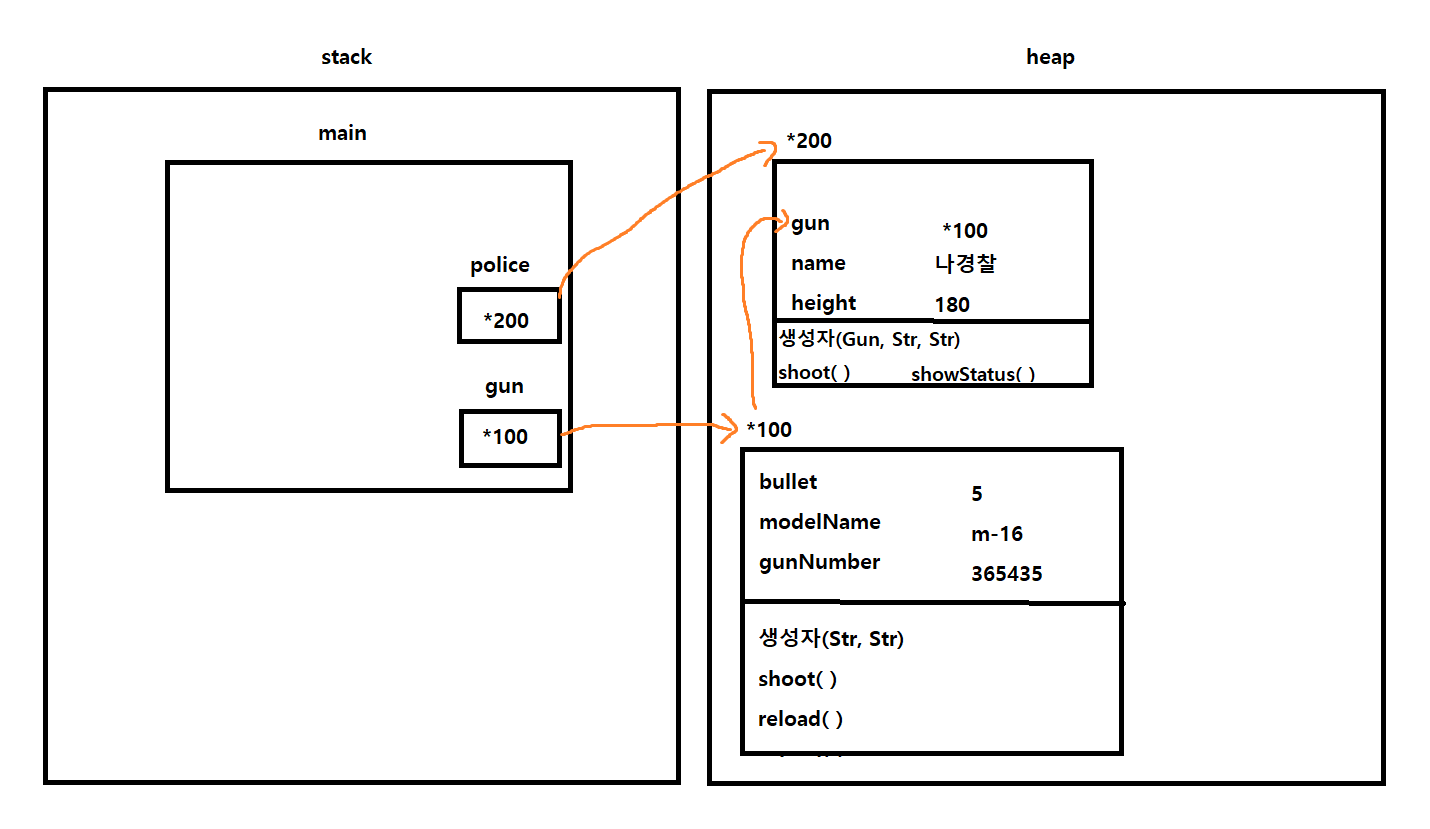 stack
main
police
*200
gun
*100
heap
*200
gun *100
name 나경찰
height 180
생성자(Gun, Str, Str)
shoot( ) showStatus( )
*100
bullet 5
modelName m-16
gunNumber 365435
생성자(Str, Str)
shoot( )
reload( )